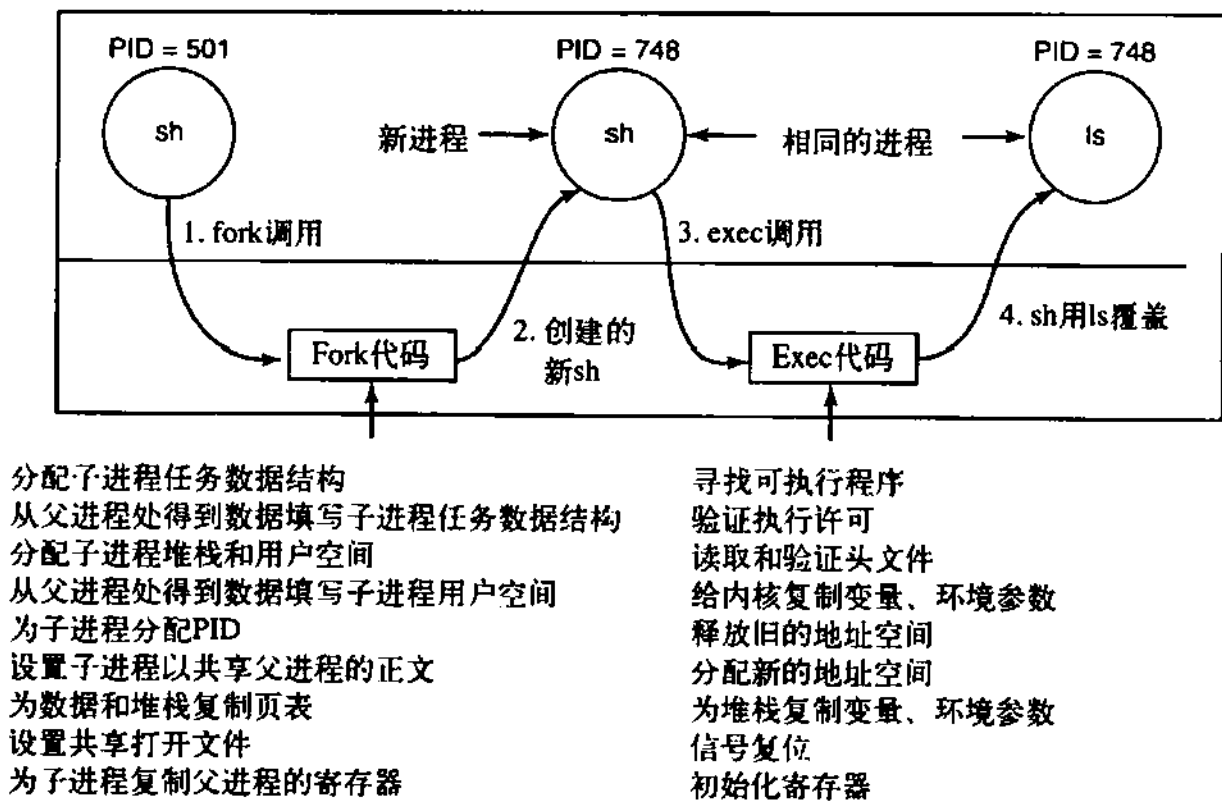 PID = 501
PID = 748
PID = 748
sh
新进程
sh
相同的进程
ls
1. fork调用
3. exec调用
Fork代码
2. 创建的
新sh
Exec代码
4. sh用ls覆盖
分配子进程任务数据结构
从父进程处得到数据填写子进程任务数据结构
分配子进程堆栈和用户空间
从父进程处得到数据填写子进程用户空间
为子进程分配PID
设置子进程以共享父进程的正文
为数据和堆栈复制页表
设置共享打开文件
为子进程复制父进程的寄存器
寻找可执行程序
验证执行许可
读取和验证头文件
给内核复制变量、环境参数
释放旧的地址空间
分配新的地址空间
为堆栈复制变量、环境参数
信号复位
初始化寄存器